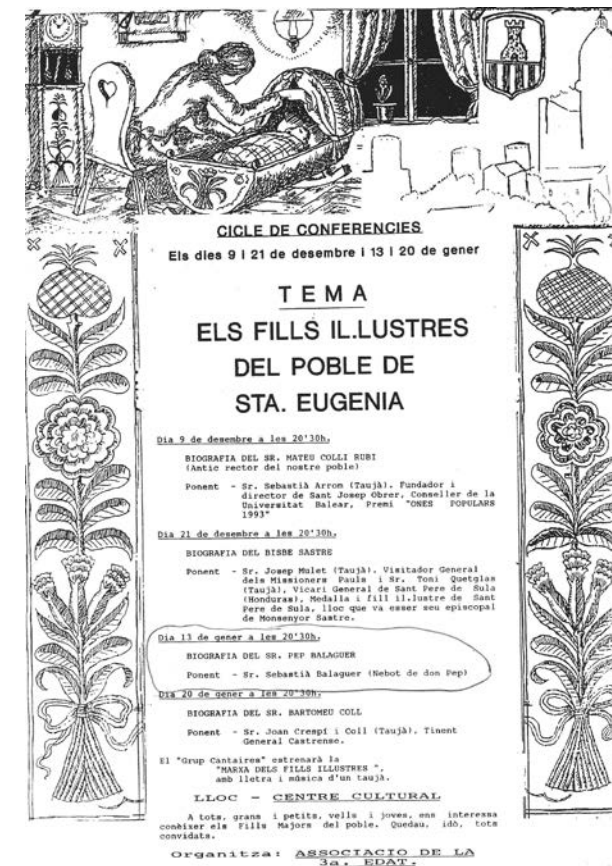 CICLE DE CONFERENCIES
Els dies 9 i 21 de desembre i 13 i 20 de gener
TEMA
ELS FILLS IL.LUSTRES
DEL POBLE DE
STA. EUGENIA
Dia 9 de desembre a les 20'30h.
BIOGRAFIA DEL SR. MATEU COLLI RUBI
(Antic rector del nostre poble)
Ponent - Sr. Sebastià Arrom (Taujà). Fundador i
director de Sant Josep Obrer, Conseller de la
Universitat Balear, Premi "ONES POPULARS
1993"
Dia 21 de desembre a les 20'30h.
BIOGRAFIA DEL BISBE SASTRE
Ponent - Sr. Josep Mulet (Taujà). Visitador General
dels Missioners Pauls i Sr. Toni Quetglas
(Taujà), Vicari General de Sant Pere de Sula
(Honduras), Medalla i fill il.lustre de Sant
Pere de Sula, lloc que va esser seu episcopal
de Monsenyor Sastre.
Dia 13 de gener a les 20'30h.
BIOGRAFIA DEL SR. PEP BALAGUER
Ponent - Sr. Sebastià Balaguer (Nebot de don Pep)
Dia 20 de gener a les 20'30h.
BIOGRAFIA DEL SR. BARTOMEU COLL
Ponent - Sr. Joan Crespí i Coll (Taujà). Tinent
General Castrense.
El "Grup Cantaires" estrenarà la
"MARXA DELS FILLS ILLUSTRES",
amb lletra i música d'un taujà.
LLOC - CENTRE CULTURAL
A tots, grans i petits, vells i joves, ens interessa
conèixer els Fills Majors del poble. Quedau, idò, tots
convidats.
Organitza: ASSOCIACIO DE LA
3a. EDAT.